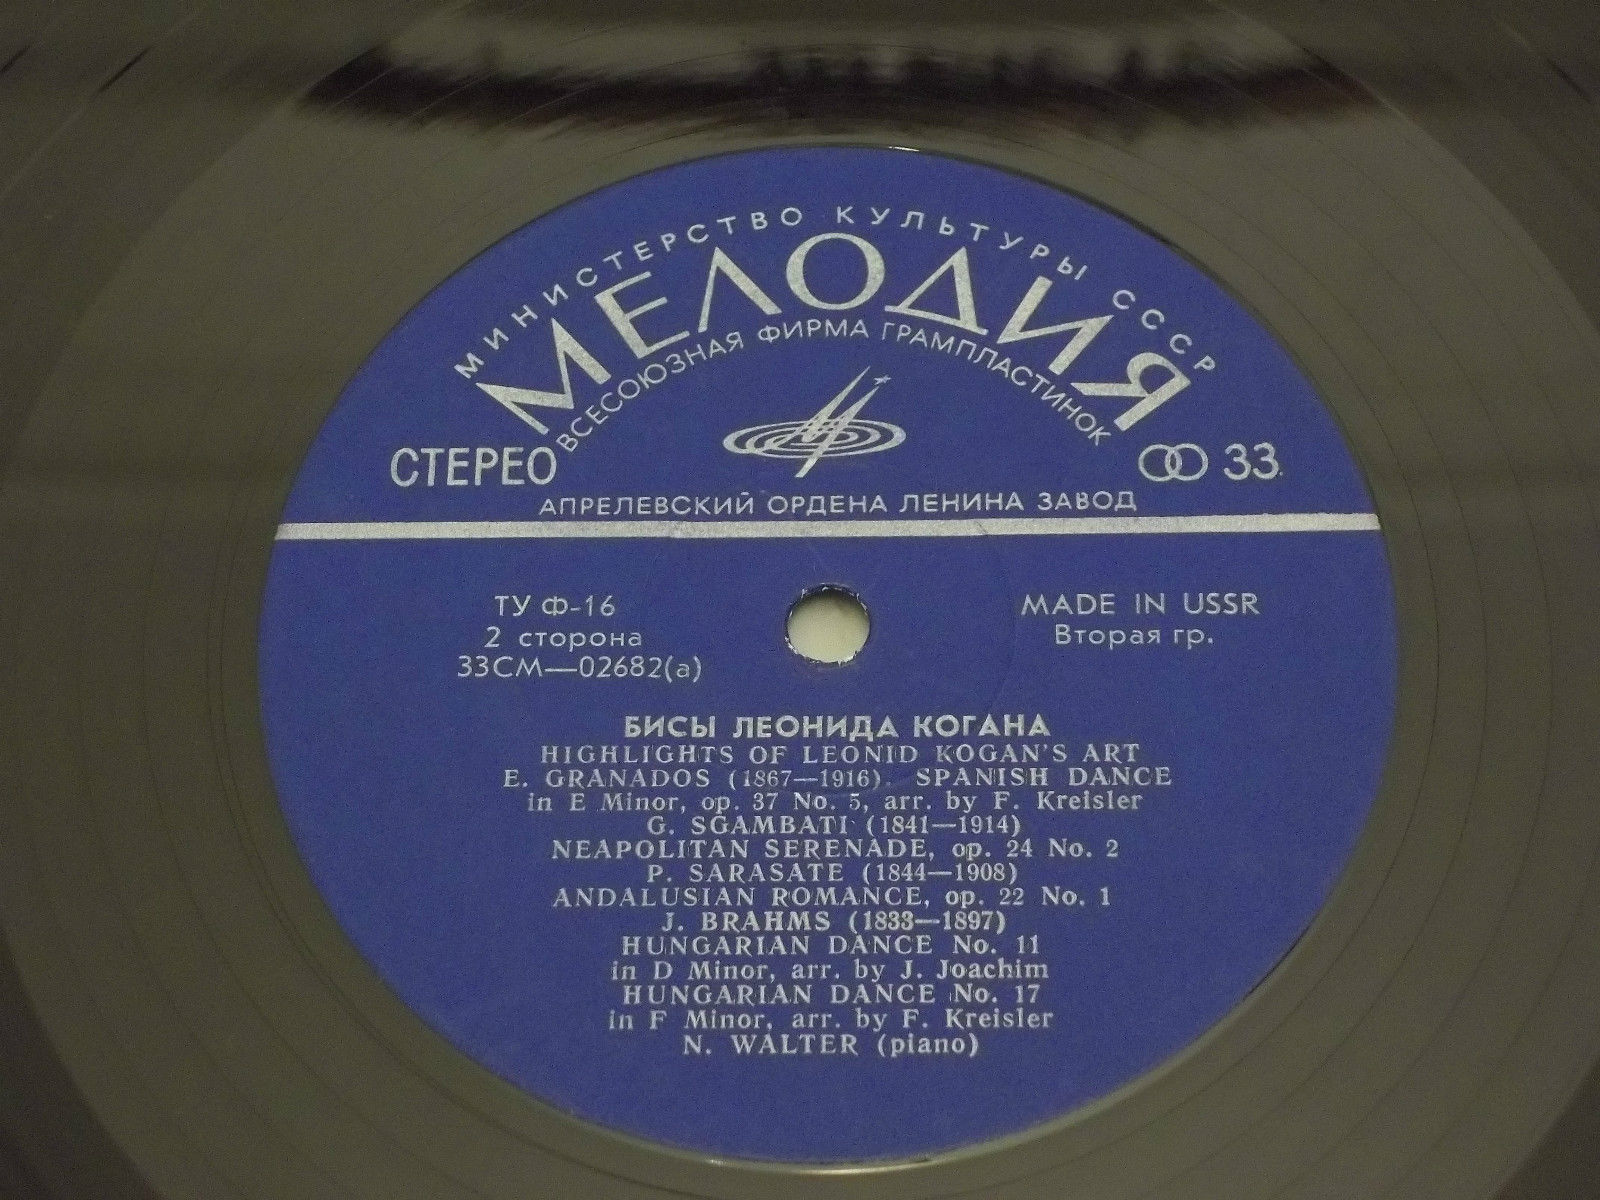 МИНИСТЕРСТВО КУЛЬТУРЫ СССР
МЕЛОДИЯ
ВСЕСОЮЗНАЯ ФИРМА ГРАМПЛАСТИНОК
СТЕРЕО
33
АПРЕЛЕВСКИЙ ОРДЕНА ЛЕНИНА ЗАВОД
ТУ Ф-16
2 сторона
33СМ—02682(а)
MADE IN USSR
Вторая гр.
БИСЫ ЛЕОНИДА КОГАНА
HIGHLIGHTS OF LEONID KOGAN'S ART
E. GRANADOS (1867—1916). SPANISH DANCE
in E Minor, op. 37 No. 5, arr. by F. Kreisler
G. SGAMBATI (1841—1914)
NEAPOLITAN SERENADE, op. 24 No. 2
P. SARASATE (1844—1908)
ANDALUSIAN ROMANCE, op. 22 No. 1
J. BRAHMS (1833—1897)
HUNGARIAN DANCE No. 11
in D Minor, arr. by J. Joachim
HUNGARIAN DANCE No. 17
in F Minor, arr. by F. Kreisler
N. WALTER (piano)